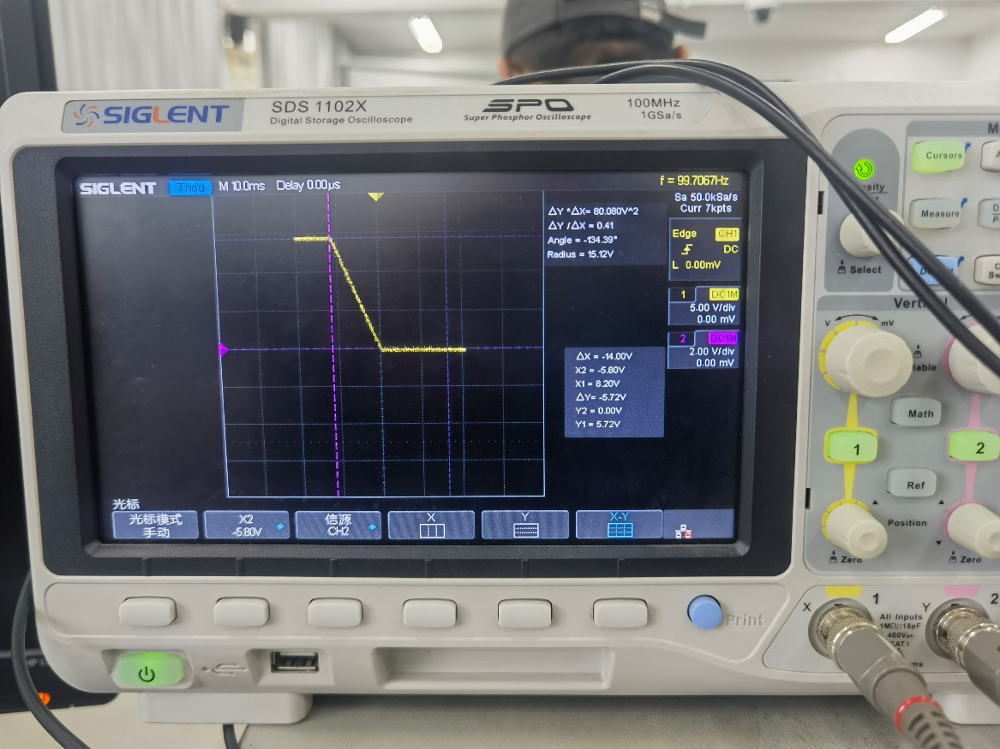 SIGLENT
SDS 1102X
Digital Storage Oscilloscope
SPO
Super Phosphor Oscilloscope
100MHz
1GSa/s
SIGLENT
Trig'd
M 10.0ms
Delay 0.00µs
f = 99.7067Hz
Sa 50.0kSa/s
Curr 7kpts
ΔY *ΔX= 80.080V^2
ΔY /ΔX = 0.41
Angle = -134.39°
Radius = 15.12V
Edge CH1
DC
L 0.00mV
1 DC1M
5.00 V/div
0.00 mV
2 DC1M
2.00 V/div
0.00 mV
ΔX = -14.00V
X2 = -5.80V
X1 = 8.20V
ΔY= -5.72V
Y2 = 0.00V
Y1 = 5.72V
光标
光标模式
手动
X2
-5.80V
信源
CH2
X
Y
X-Y
Cursors
Measure
Select
V
mV
Math
1
2
Ref
Position
Zero
Zero
Print
X
1
Y
2
All Inputs
1MΩ//18pF
400Vpk
CAT I